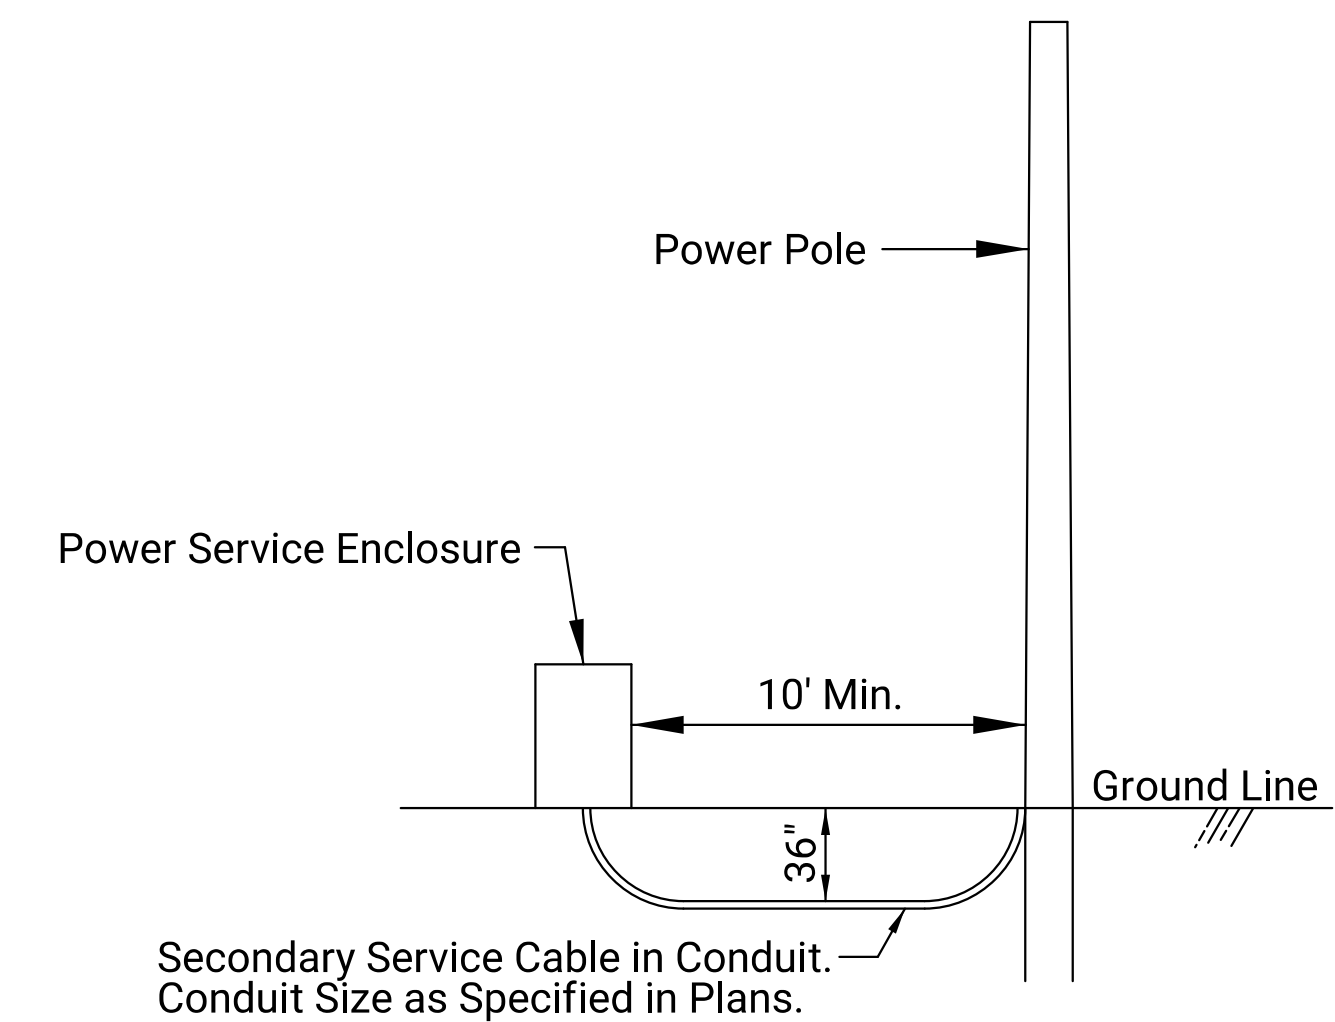 Power Pole
Power Service Enclosure
10' Min.
Ground Line
36"
Secondary Service Cable in Conduit.
Conduit Size as Specified in Plans.